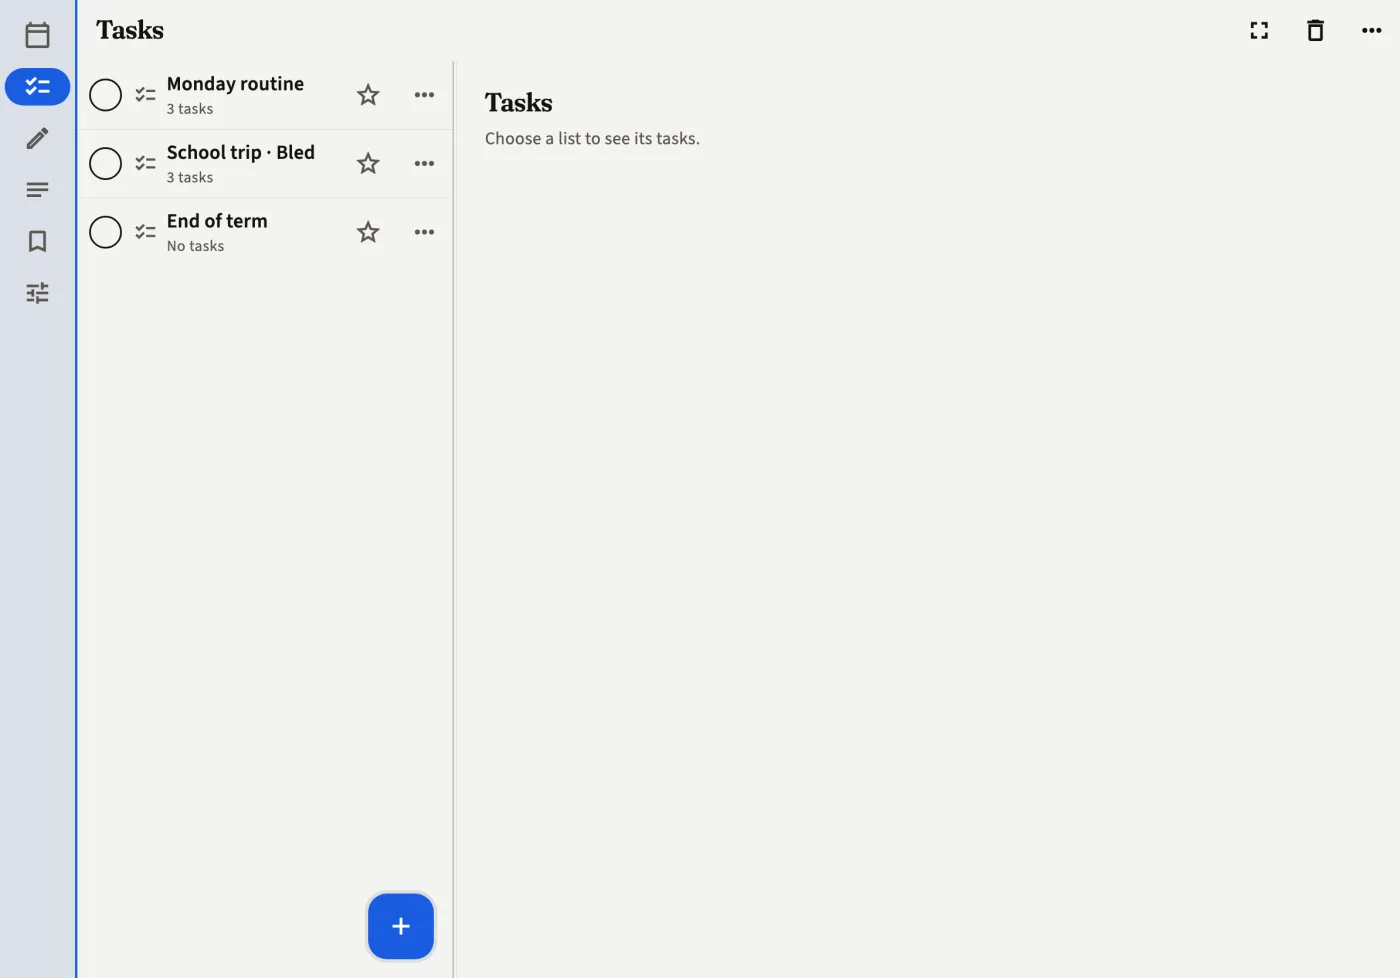 Tasks
Monday routine
3 tasks
School trip · Bled
3 tasks
End of term
No tasks
Tasks
Choose a list to see its tasks.